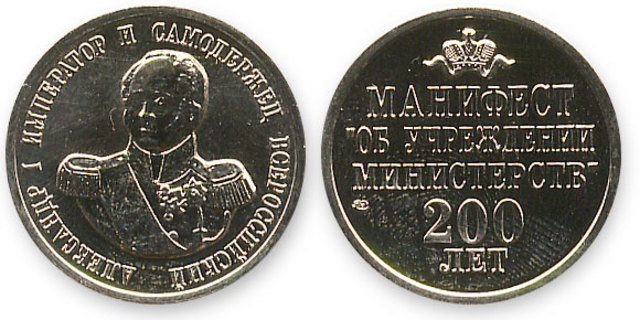 АЛЕКСАНДР I ИМПЕРАТОР И САМОДЕРЖЕЦ ВСЕРОССИЙСКИЙ
МАНИФЕСТ
"ОБ УЧРЕЖДЕНИИ
МИНИСТЕРСТВ"
200
ЛЕТ